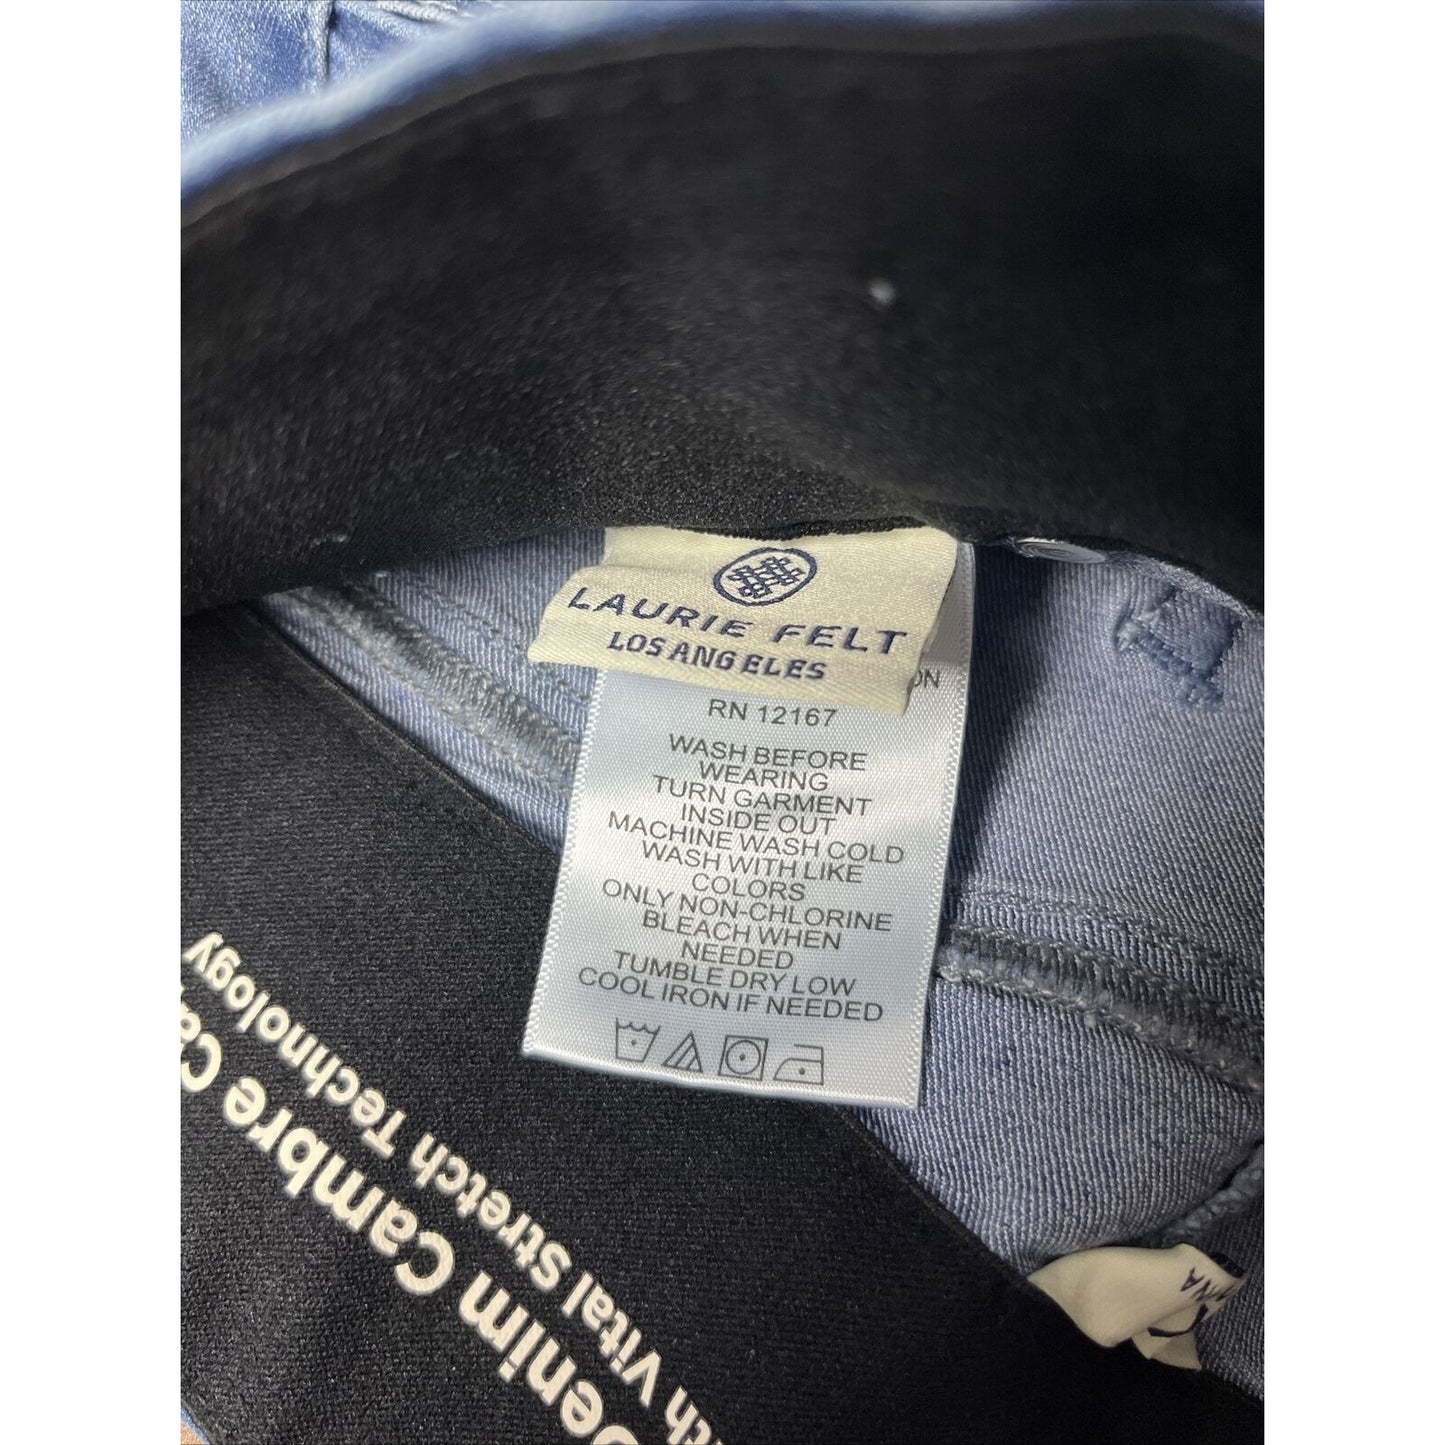 LAURIE FELT
LOS ANGELES
ON
RN 12167
WASH BEFORE
WEARING
TURN GARMENT
INSIDE OUT
MACHINE WASH COLD
WASH WITH LIKE
COLORS
ONLY NON-CHLORINE
BLEACH WHEN
NEEDED
TUMBLE DRY LOW
COOL IRON IF NEEDED
Denim Cambre Ca
Vital Stretch Technology